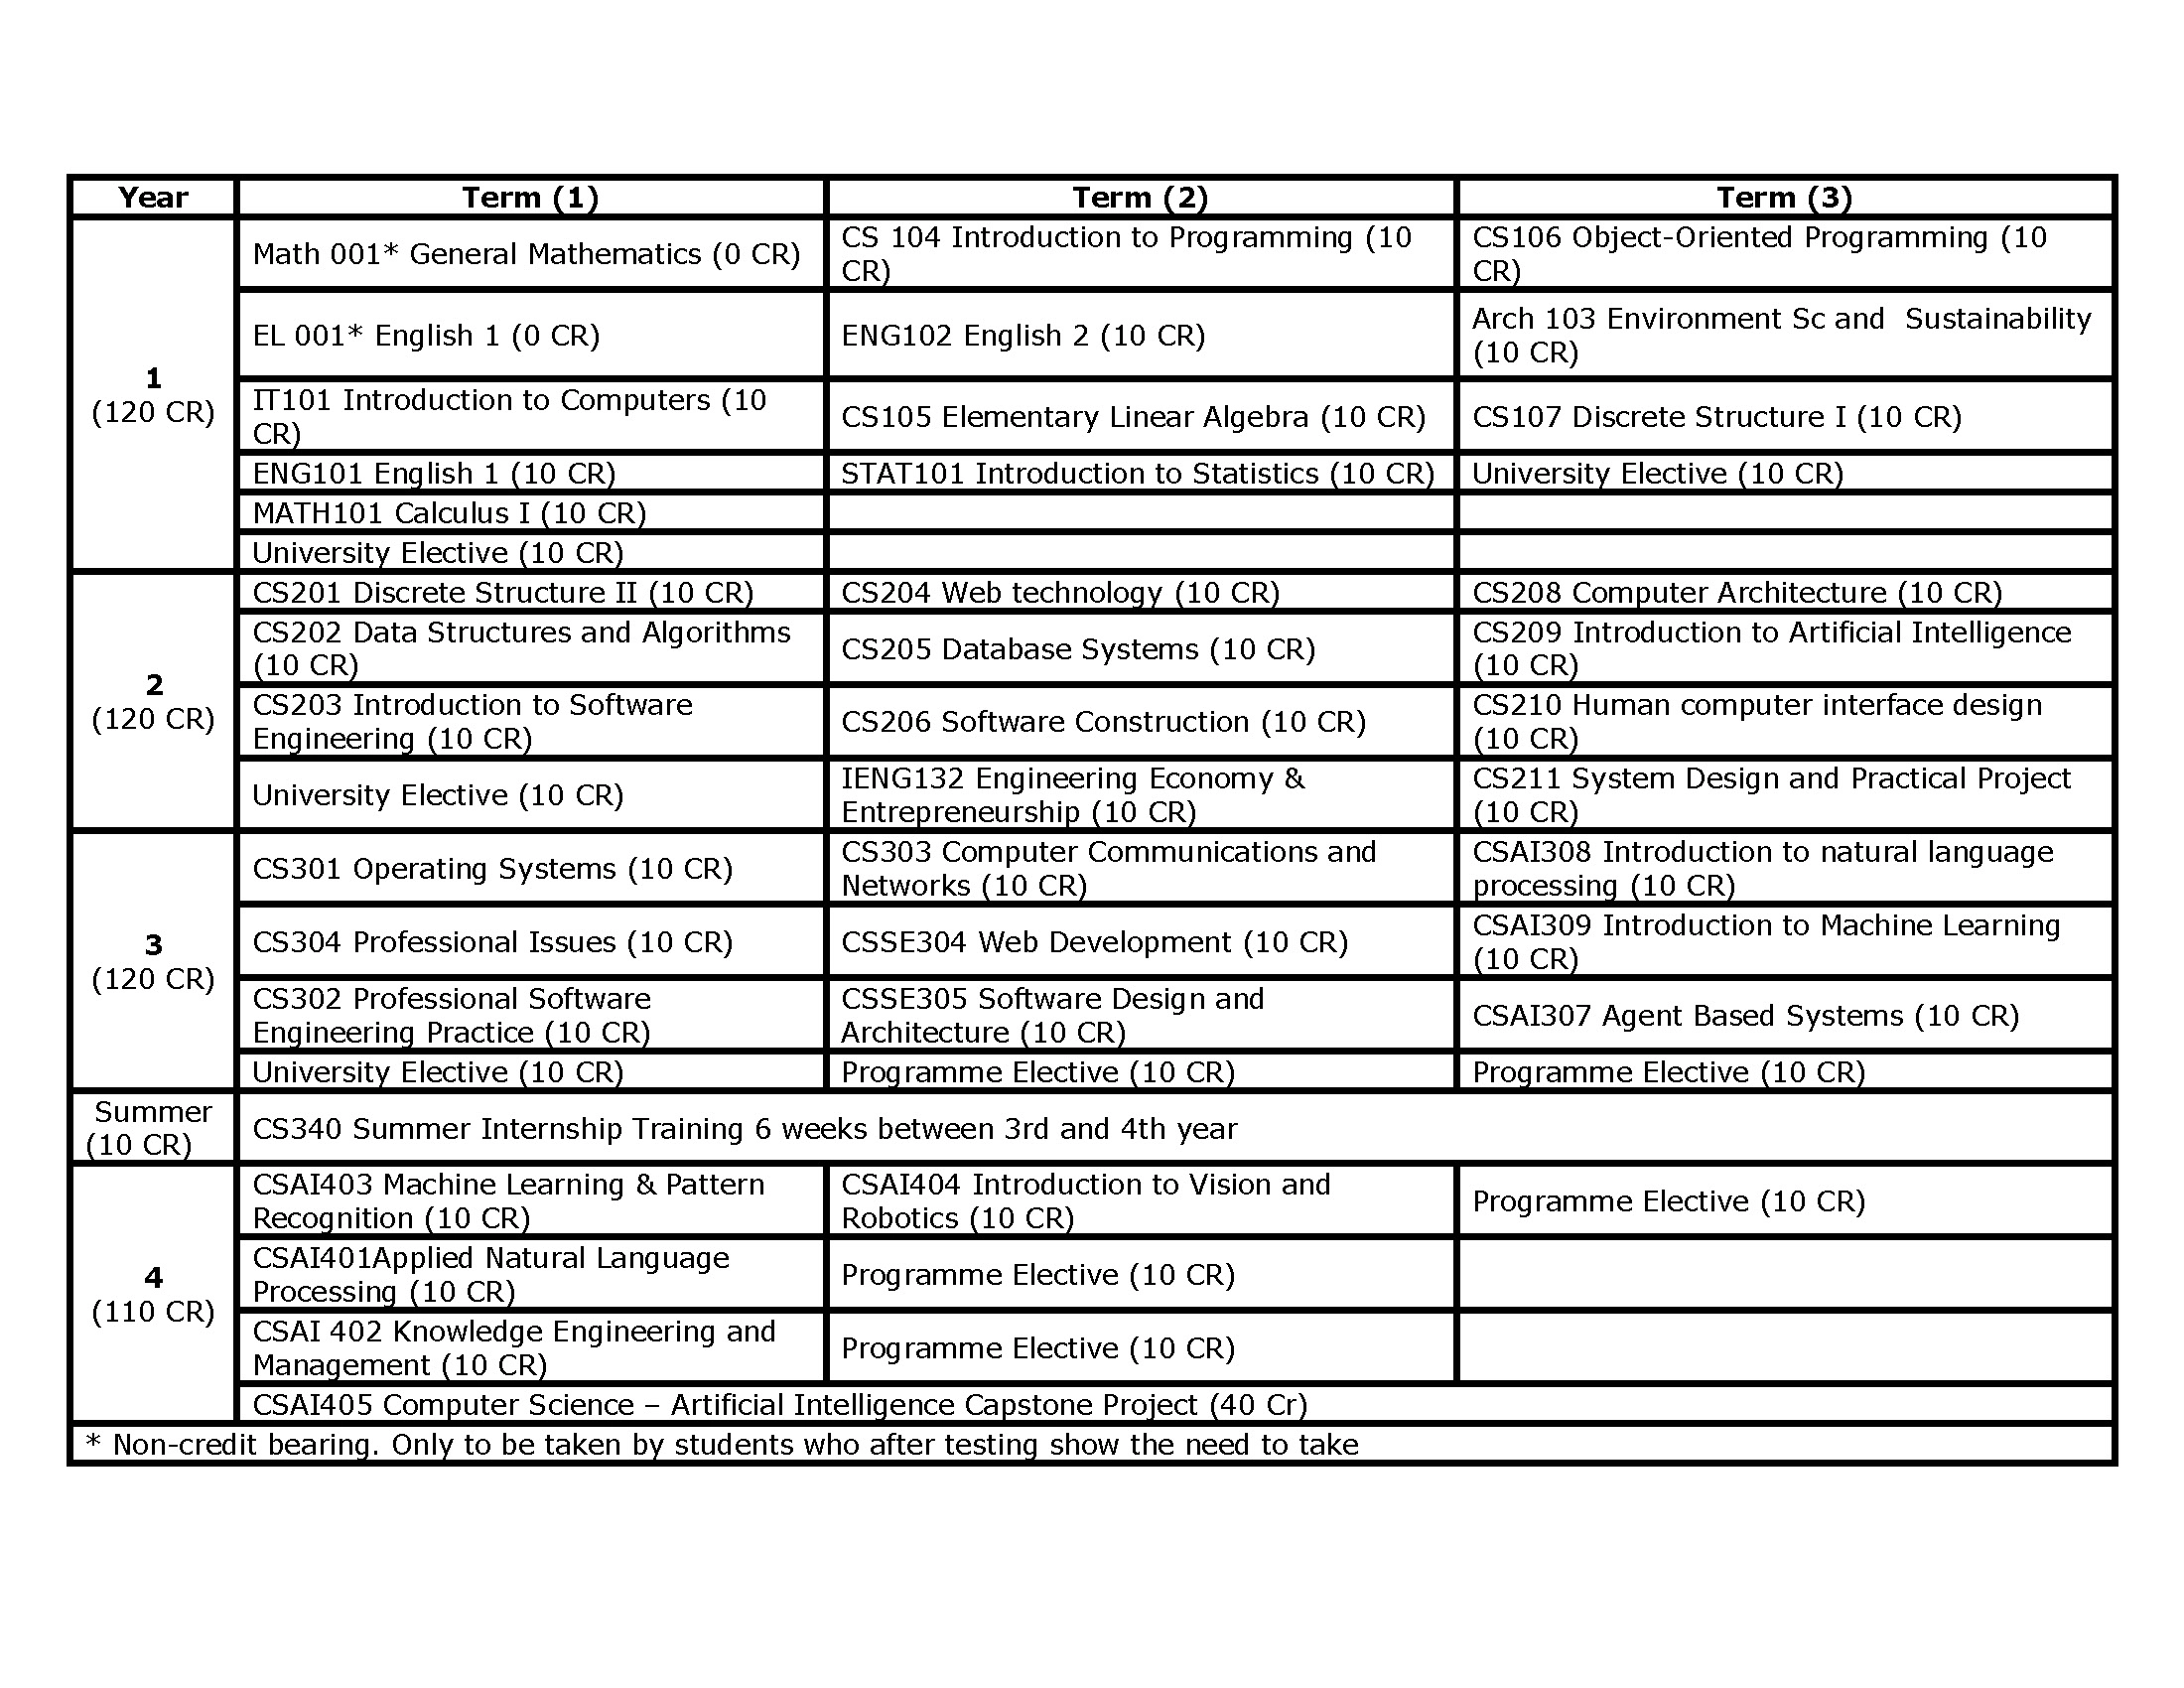 Year Term (1) Term (2) Term (3)
1
(120 CR)
Math 001* General Mathematics (0 CR)
CS 104 Introduction to Programming (10
CR)
CS106 Object-Oriented Programming (10
CR)
EL 001* English 1 (0 CR)
ENG102 English 2 (10 CR)
Arch 103 Environment Sc and  Sustainability
(10 CR)
IT101 Introduction to Computers (10
CR)
CS105 Elementary Linear Algebra (10 CR)
CS107 Discrete Structure I (10 CR)
ENG101 English 1 (10 CR)
STAT101 Introduction to Statistics (10 CR)
University Elective (10 CR)
MATH101 Calculus I (10 CR)
University Elective (10 CR)
2
(120 CR)
CS201 Discrete Structure II (10 CR)
CS204 Web technology (10 CR)
CS208 Computer Architecture (10 CR)
CS202 Data Structures and Algorithms
(10 CR)
CS205 Database Systems (10 CR)
CS209 Introduction to Artificial Intelligence
(10 CR)
CS203 Introduction to Software
Engineering (10 CR)
CS206 Software Construction (10 CR)
CS210 Human computer interface design
(10 CR)
University Elective (10 CR)
IENG132 Engineering Economy &
Entrepreneurship (10 CR)
CS211 System Design and Practical Project
(10 CR)
3
(120 CR)
CS301 Operating Systems (10 CR)
CS303 Computer Communications and
Networks (10 CR)
CSAI308 Introduction to natural language
processing (10 CR)
CS304 Professional Issues (10 CR)
CSSE304 Web Development (10 CR)
CSAI309 Introduction to Machine Learning
(10 CR)
CS302 Professional Software
Engineering Practice (10 CR)
CSSE305 Software Design and
Architecture (10 CR)
CSAI307 Agent Based Systems (10 CR)
University Elective (10 CR)
Programme Elective (10 CR)
Programme Elective (10 CR)
Summer
(10 CR)
CS340 Summer Internship Training 6 weeks between 3rd and 4th year
4
(110 CR)
CSAI403 Machine Learning & Pattern
Recognition (10 CR)
CSAI404 Introduction to Vision and
Robotics (10 CR)
Programme Elective (10 CR)
CSAI401Applied Natural Language
Processing (10 CR)
Programme Elective (10 CR)
CSAI 402 Knowledge Engineering and
Management (10 CR)
Programme Elective (10 CR)
CSAI405 Computer Science – Artificial Intelligence Capstone Project (40 Cr)
* Non-credit bearing. Only to be taken by students who after testing show the need to take